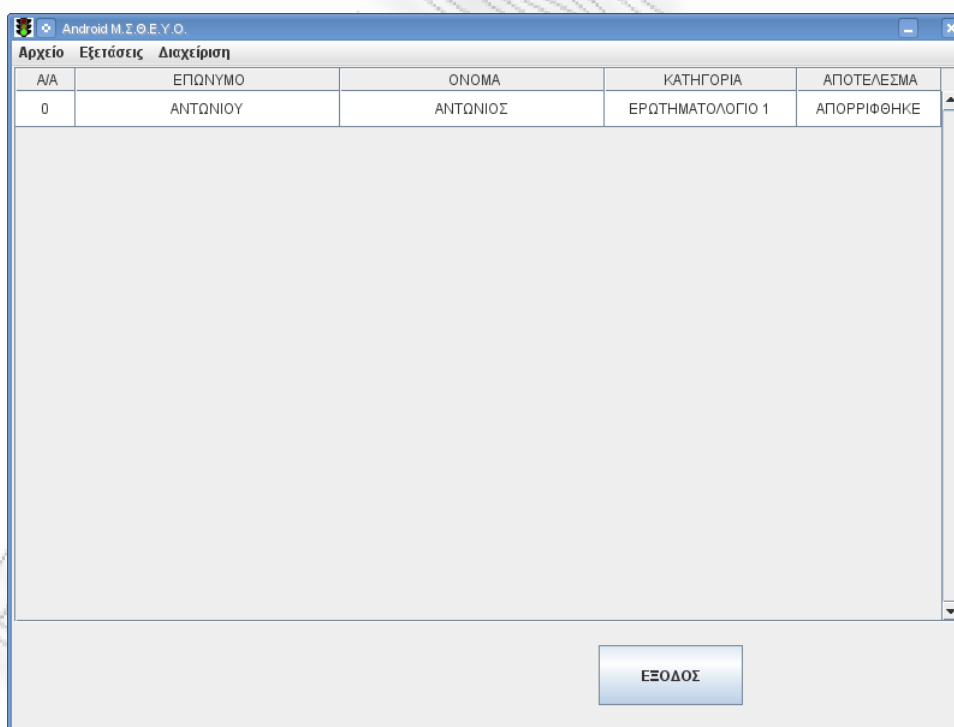 Android Μ.Σ.Θ.Ε.Υ.Ο.
Αρχείο Εξετάσεις Διαχείριση
Α/Α ΕΠΩΝΥΜΟ ΟΝΟΜΑ ΚΑΤΗΓΟΡΙΑ ΑΠΟΤΕΛΕΣΜΑ
0 ΑΝΤΩΝΙΟΥ ΑΝΤΩΝΙΟΣ ΕΡΩΤΗΜΑΤΟΛΟΓΙΟ 1 ΑΠΟΡΡΙΦΘΗΚΕ
ΕΞΟΔΟΣ